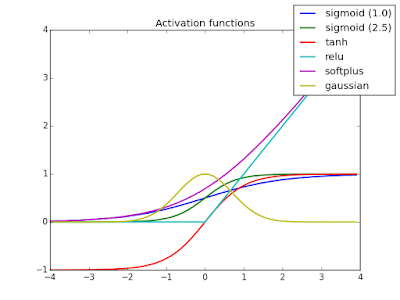 Activation functions
sigmoid (1.0)
sigmoid (2.5)
tanh
relu
softplus
gaussian
4
3
2
1
0
−1
−4 −3 −2 −1 0 1 2 3 4